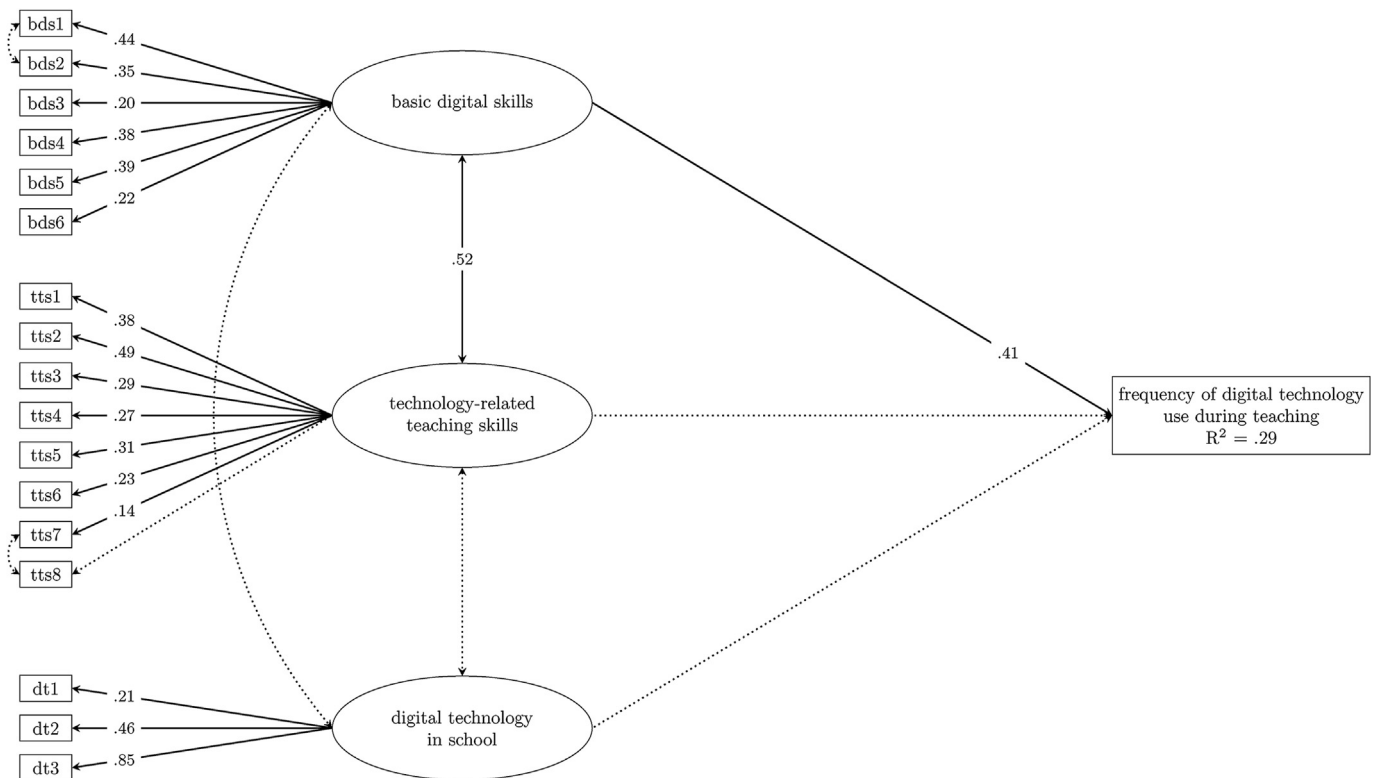 bds1
.44
bds2
.35
bds3
.20
bds4
.38
bds5
.39
bds6
.22
basic digital skills
.52
.41
tts1
.38
tts2
.49
tts3
.29
tts4
.27
tts5
.31
tts6
.23
tts7
.14
tts8
technology-related
teaching skills
frequency of digital technology
use during teaching
R² = .29
dt1
.21
dt2
.46
dt3
.85
digital technology
in school